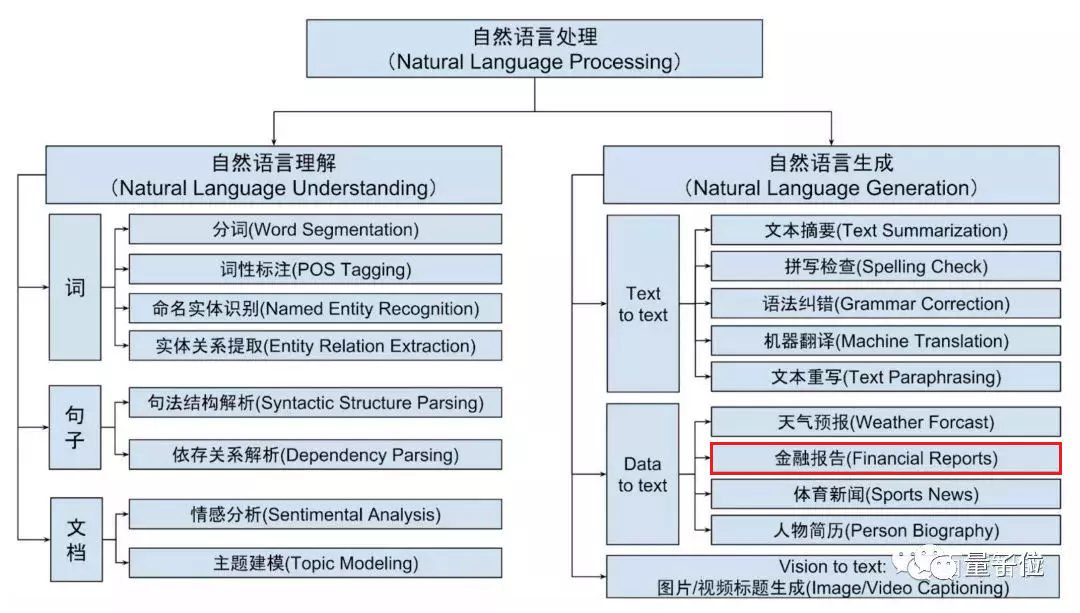 自然语言处理
（Natural Language Processing）
自然语言理解
（Natural Language Understanding）
词
分词(Word Segmentation)
词性标注(POS Tagging)
命名实体识别(Named Entity Recognition)
实体关系提取(Entity Relation Extraction)
句
子
句法结构解析(Syntactic Structure Parsing)
依存关系解析(Dependency Parsing)
文
档
情感分析(Sentimental Analysis)
主题建模(Topic Modeling)
自然语言生成
（Natural Language Generation）
Text
to text
文本摘要(Text Summarization)
拼写检查(Spelling Check)
语法纠错(Grammar Correction)
机器翻译(Machine Translation)
文本重写(Text Paraphrasing)
Data
to text
天气预报(Weather Forcast)
金融报告(Financial Reports)
体育新闻(Sports News)
人物简历(Person Biography)
Vision to text:
图片/视频标题生成(Image/Video Captioning)
量子位